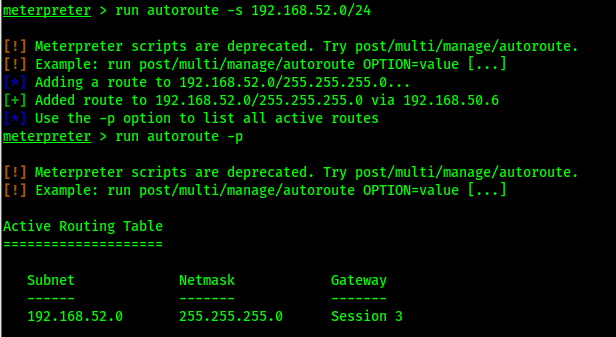 meterpreter > run autoroute -s 192.168.52.0/24
[!] Meterpreter scripts are deprecated. Try post/multi/manage/autoroute.
[!] Example: run post/multi/manage/autoroute OPTION=value [...]
[*] Adding a route to 192.168.52.0/255.255.255.0...
[+] Added route to 192.168.52.0/255.255.255.0 via 192.168.50.6
[*] Use the -p option to list all active routes
meterpreter > run autoroute -p
[!] Meterpreter scripts are deprecated. Try post/multi/manage/autoroute.
[!] Example: run post/multi/manage/autoroute OPTION=value [...]
Active Routing Table
====================
Subnet Netmask Gateway
------ ------- -------
192.168.52.0 255.255.255.0 Session 3